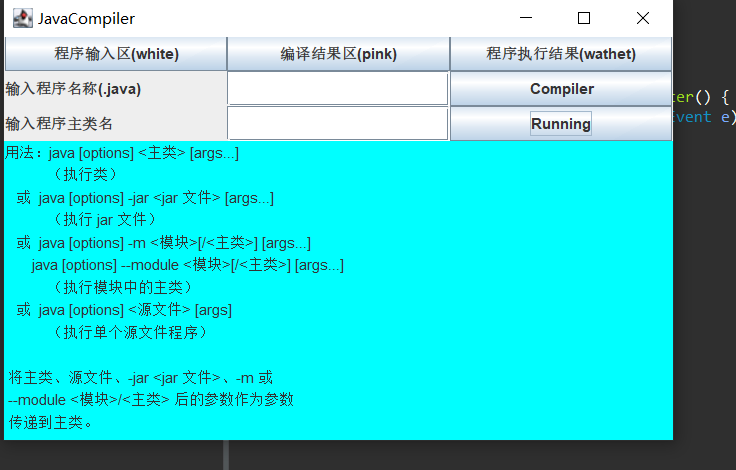 JavaCompiler
程序输入区(white) 编译结果区(pink) 程序执行结果(wathet)
输入程序名称(.java) Compiler
ter() {
Event e)
输入程序主类名 Running
用法：java [options] <主类> [args...]
（执行类）
或 java [options] -jar <jar 文件> [args...]
（执行 jar 文件）
或 java [options] -m <模块>[/<主类>] [args...]
java [options] --module <模块>[/<主类>] [args...]
（执行模块中的主类）
或 java [options] <源文件> [args]
（执行单个源文件程序）
将主类、源文件、-jar <jar 文件>、-m 或
--module <模块>/<主类> 后的参数作为参数
传递到主类。